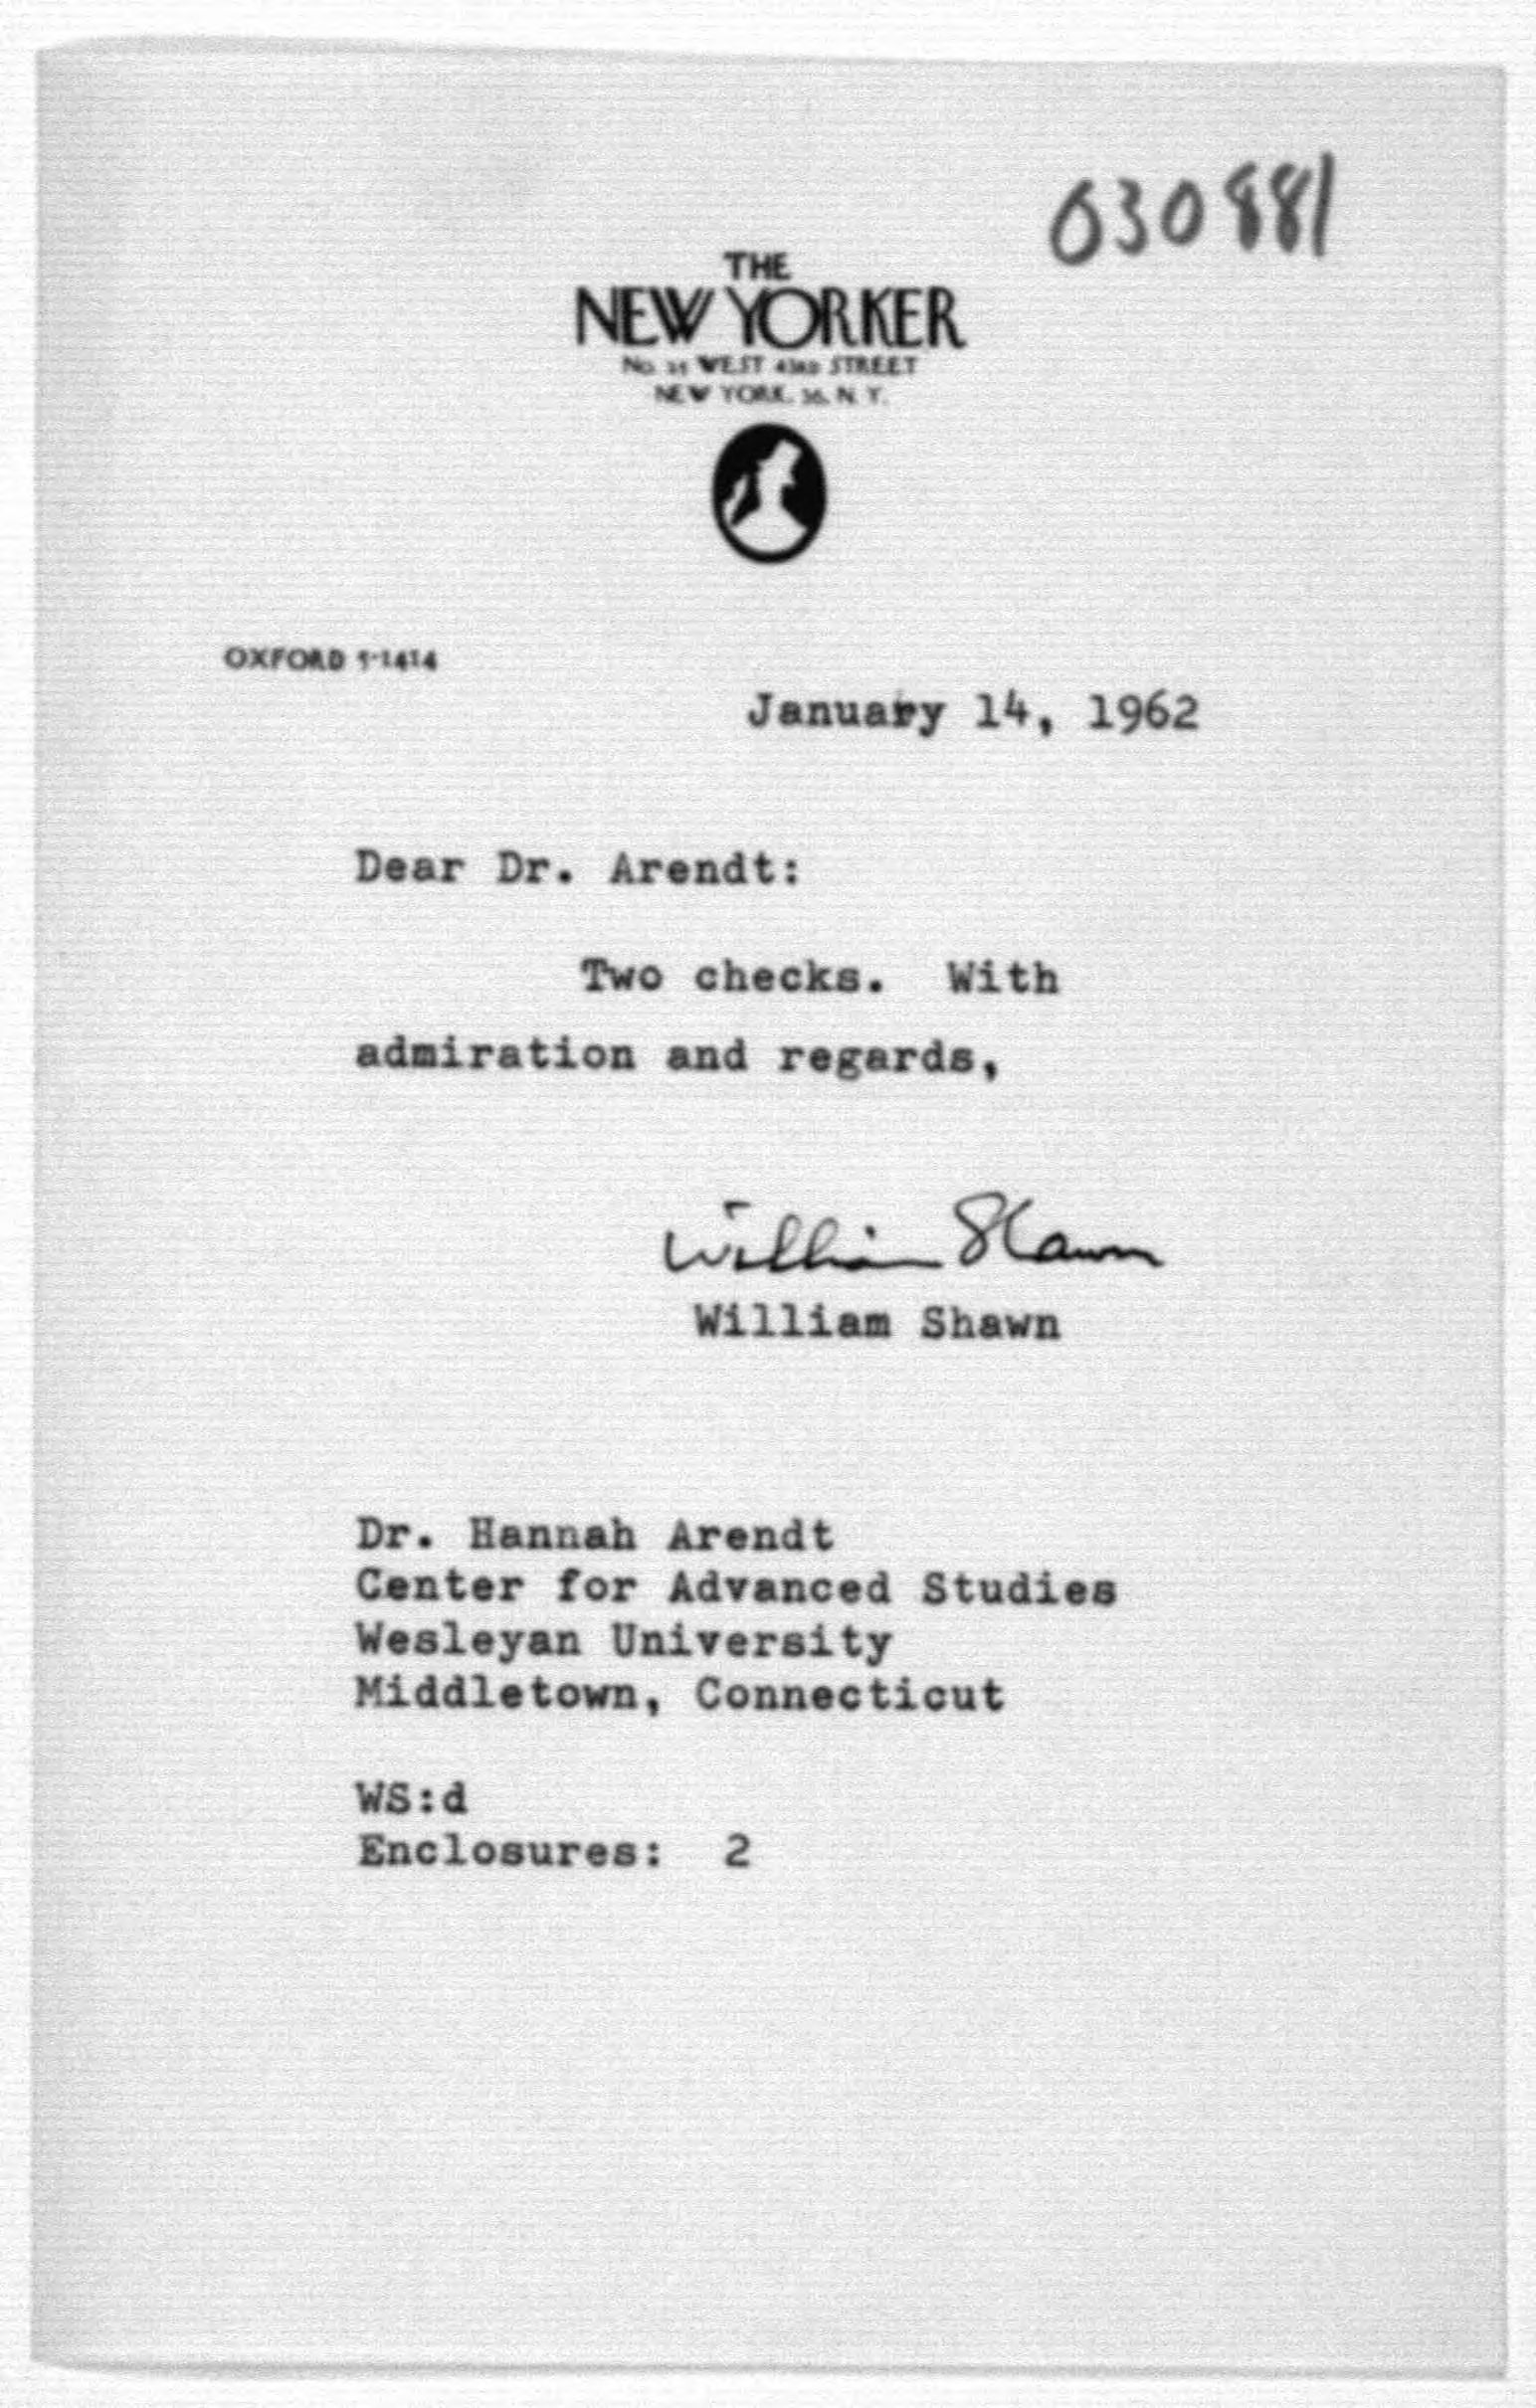 030881
THE
NEW YORKER
No. 25 WEST 43RD STREET
NEW YORK, 36, N. Y.
OXFORD 5-1414
January 14, 1962
Dear Dr. Arendt:
Two checks. With
admiration and regards,
William Shawn
William Shawn
Dr. Hannah Arendt
Center for Advanced Studies
Wesleyan University
Middletown, Connecticut
WS:d
Enclosures: 2